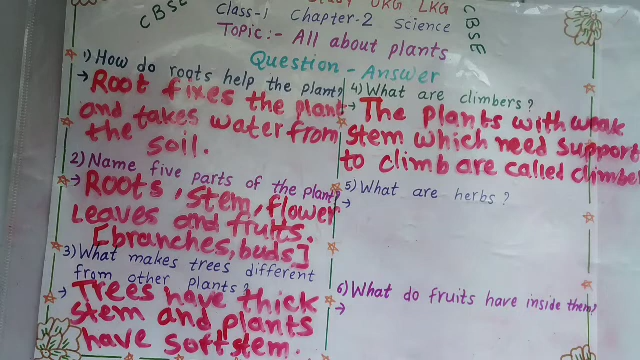 STUDY UKG LKG
CBSE
Class-1 Chapter-2 Science
CBSE
Topic:- All about plants
Question - Answer
1) How do roots help the plant?
→ Root fixes the plant
and takes water from
the soil.
2) Name five parts of the plant
→ Roots, stem, flower
Leaves and fruits.
[branches, buds]
3) What makes trees different
from other plants?
→ Trees have thick
stem and plants
have soft stem.
4) What are climbers?
→ The plants with weak
stem which need support
to climb are called climber
5) What are herbs?
→
6) What do fruits have inside them?
→